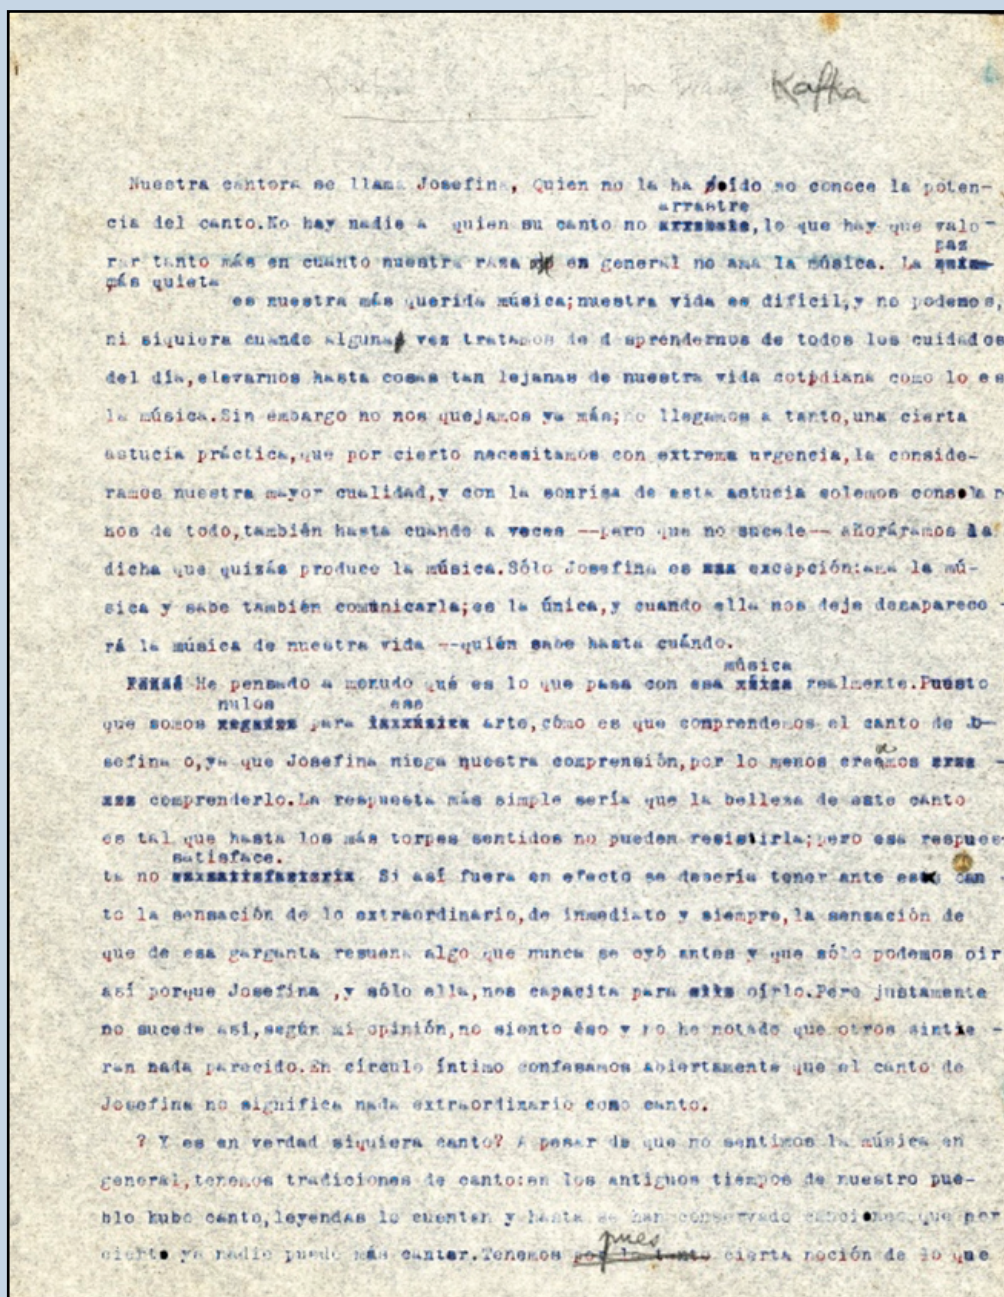 por Kafka
Nuestra cantora se llama Josefina, Quien no la ha oído no conoce la poten-
cia del canto.No hay nadie a quien su canto no arrastre,lo que hay que valo-
rar tanto más en cuanto nuestra raza en general no ama la música. La paz
más quieta
es nuestra más querida música;nuestra vida es dificil,y no podemos,
ni siquiera cuando alguna vez tratamos de d sprendernos de todos los cuidados
del día,elevarnos hasta cosas tan lejanas de nuestra vida cotidiana como lo es
la música.Sin embargo no nos quejamos ya más;no llegamos a tanto,una cierta
astucia práctica,que por cierto necesitamos con extrema urgencia,la conside-
ramos nuestra mayor cualidad,y con la sonrisa de esta astucia solemos consola r
nos de todo,también hasta cuando a veces --pero que no sucede-- añoráramos la
dicha que quizás produce la música.Sólo Josefina es excepción:ama la mú-
sica y sabe también comunicarla;es la única,y cuando ella nos deje desaparece -
rá la música de nuestra vida --quién sabe hasta cuándo.
He pensado a menudo qué es lo que pasa con esa música realmente.Puesto
que somos nulos para ese arte,cómo es que comprendemos el canto de Jo-
sefina o,ya que Josefina niega nuestra comprensión,por lo menos creamos -
comprenderlo.La respuesta más simple sería que la belleza de este canto
es tal que hasta los más torpes sentidos no pueden resistirla;pero esa respues-
ta no satisface. Si así fuera en efecto se debería tener ante este can -
to la sensación de lo extraordinario,de inmediato y siempre,la sensación de
que de esa garganta resuena algo que nunca se oyó antes y que sólo podemos oir
así porque Josefina ,y sólo ella,nos capacita para oírlo.Pero justamente
no sucede así,según mi opinión,no siento éso y no he notado que otros sintie -
ran nada parecido.En círculo íntimo confesamos abiertamente que el canto de
Josefina no significa nada extraordinario como canto.
? Y es en verdad siquiera canto? A pesar de que no sentimos la música en
general,tenemos tradiciones de canto:en los antiguos tiempos de nuestro pue-
blo hubo canto,leyendas lo cuentan y hasta se han conservado canciones,que por
cierto ya nadie puede más cantar.Tenemos pues cierta noción de lo que